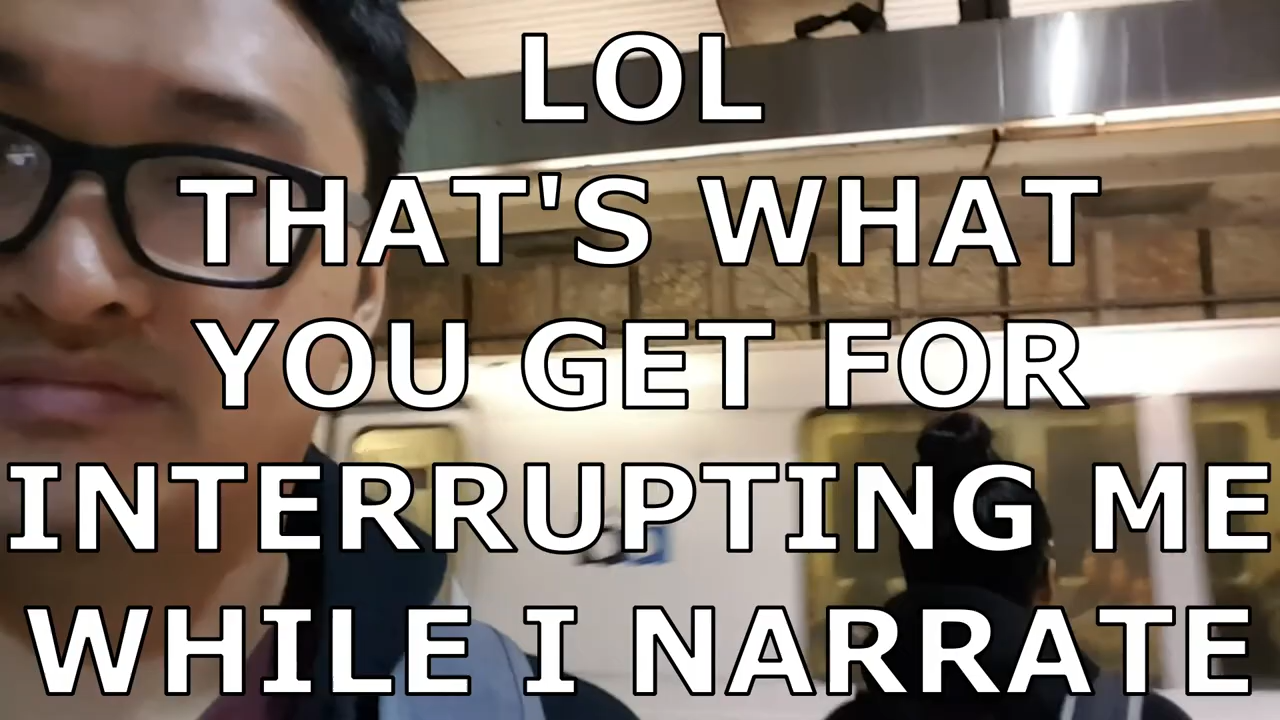 LOL
THAT'S WHAT
YOU GET FOR
INTERRUPTING ME
WHILE I NARRATE